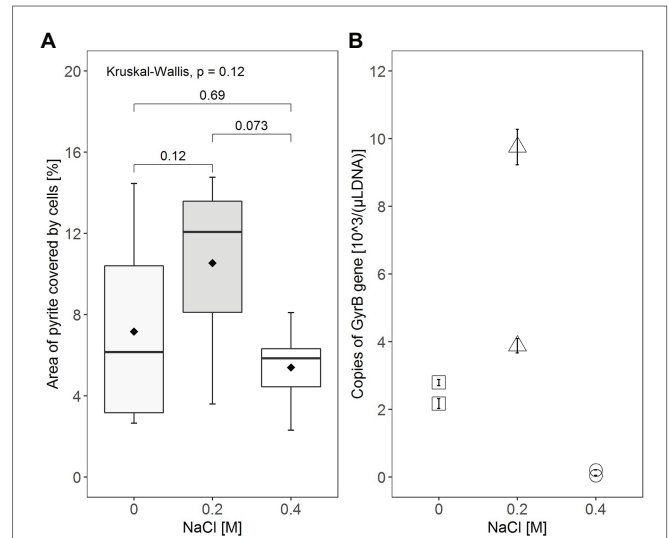 A
Area of pyrite covered by cells [%]
20
16
12
8
4
0
Kruskal-Wallis, p = 0.12
0.69
0.073
0.12
0 0.2 0.4
NaCl [M]
B
Copies of GyrB gene [10^3/(µLDNA)]
12
10
8
6
4
2
0
0 0.2 0.4
NaCl [M]